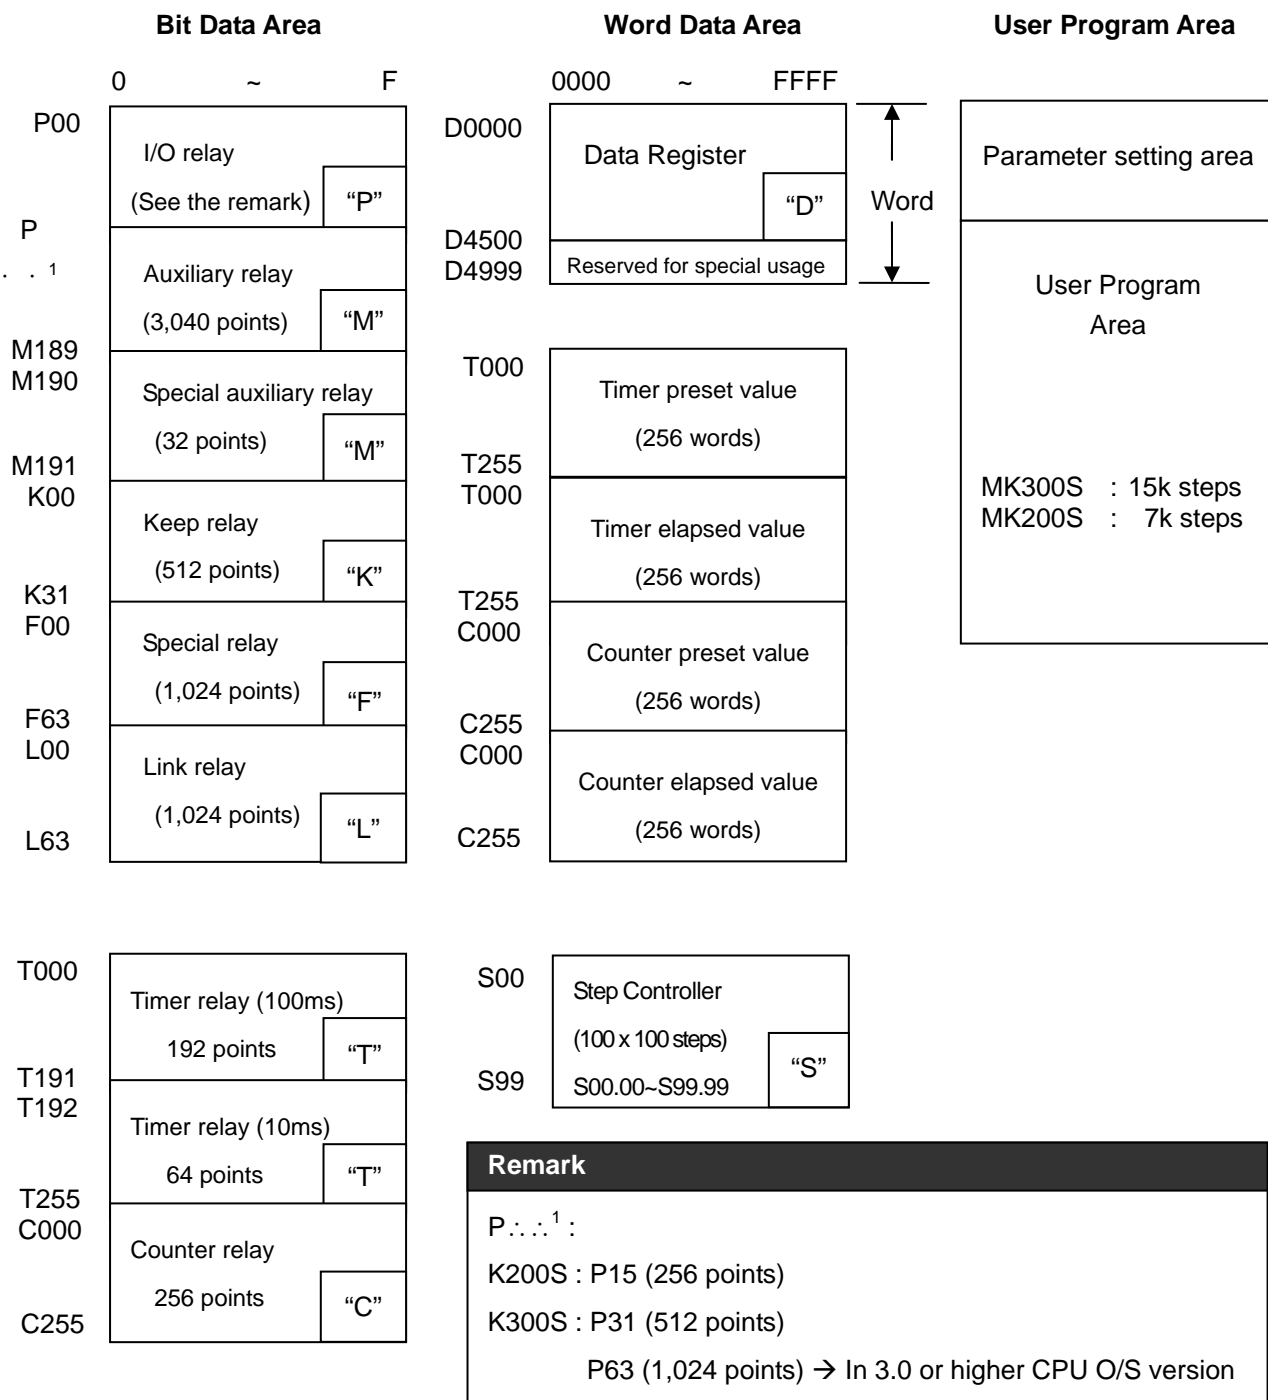 Bit Data Area
0 ~ F
P00
I/O relay
(See the remark)
“P”
P
. . 1
Auxiliary relay
(3,040 points)
“M”
M189
M190
Special auxiliary relay
(32 points)
“M”
M191
K00
Keep relay
(512 points)
“K”
K31
F00
Special relay
(1,024 points)
“F”
F63
L00
Link relay
(1,024 points)
“L”
L63
T000
Timer relay (100ms)
192 points
“T”
T191
T192
Timer relay (10ms)
64 points
“T”
T255
C000
Counter relay
256 points
“C”
C255
Word Data Area
0000 ~ FFFF
D0000
Data Register
“D”
Word
D4500
D4999
Reserved for special usage
T000
Timer preset value
(256 words)
T255
T000
Timer elapsed value
(256 words)
T255
C000
Counter preset value
(256 words)
C255
C000
Counter elapsed value
(256 words)
C255
S00
Step Controller
(100 x 100 steps)
S00.00~S99.99
“S”
S99
User Program Area
Parameter setting area
User Program
Area
MK300S : 15k steps
MK200S : 7k steps
Remark
P∴∴1 :
K200S : P15 (256 points)
K300S : P31 (512 points)
P63 (1,024 points) → In 3.0 or higher CPU O/S version